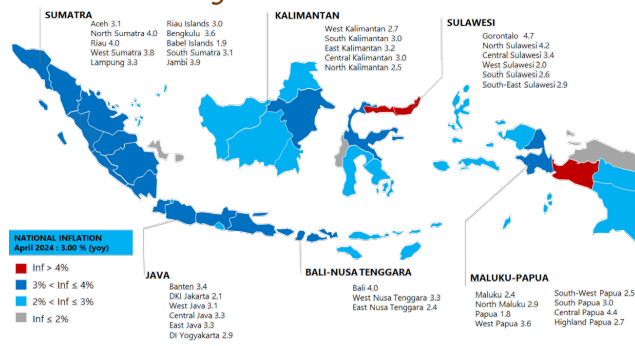 SUMATRA
Aceh 3.1
North Sumatra 4.0
Riau 4.0
West Sumatra 3.8
Lampung 3.3
Riau Islands 3.0
Bengkulu 3.6
Babel Islands 1.9
South Sumatra 3.1
Jambi 3.9
KALIMANTAN
West Kalimantan 2.7
South Kalimantan 3.0
East Kalimantan 3.2
Central Kalimantan 3.0
North Kalimantan 2.5
SULAWESI
Gorontalo 4.7
North Sulawesi 4.2
Central Sulawesi 3.4
West Sulawesi 2.0
South Sulawesi 2.6
South-East Sulawesi 2.9
NATIONAL INFLATION
April 2024 : 3.00 % (yoy)
Inf > 4%
3% < Inf ≤ 4%
2% < Inf ≤ 3%
Inf ≤ 2%
JAVA
Banten 3.4
DKI Jakarta 2.1
West Java 3.1
Central Java 3.3
East Java 3.3
DI Yogyakarta 2.9
BALI-NUSA TENGGARA
Bali 4.0
West Nusa Tenggara 3.3
East Nusa Tenggara 2.4
MALUKU-PAPUA
Maluku 2.4
North Maluku 2.9
Papua 1.8
West Papua 3.6
South-West Papua 2.5
South Papua 3.0
Central Papua 4.4
Highland Papua 2.7